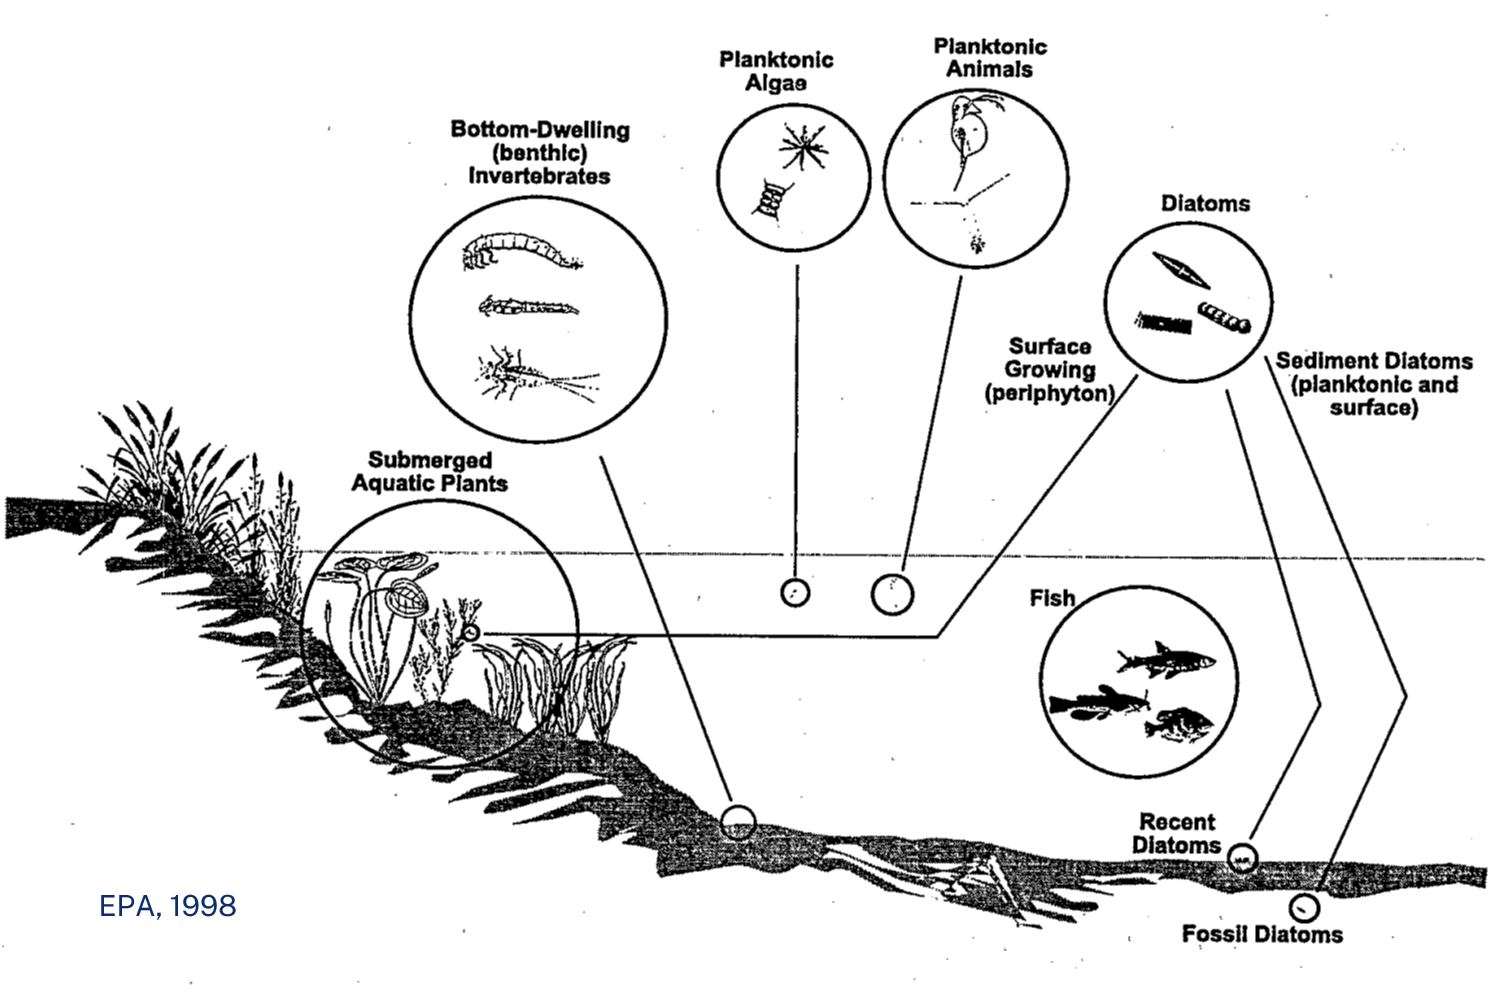 Planktonic
Algae
Planktonic
Animals
Bottom-Dwelling
(benthic)
Invertebrates
Diatoms
Surface
Growing
(periphyton)
Sediment Diatoms
(planktonic and
surface)
Submerged
Aquatic Plants
Fish
Recent
Diatoms
Fossil Diatoms
EPA, 1998